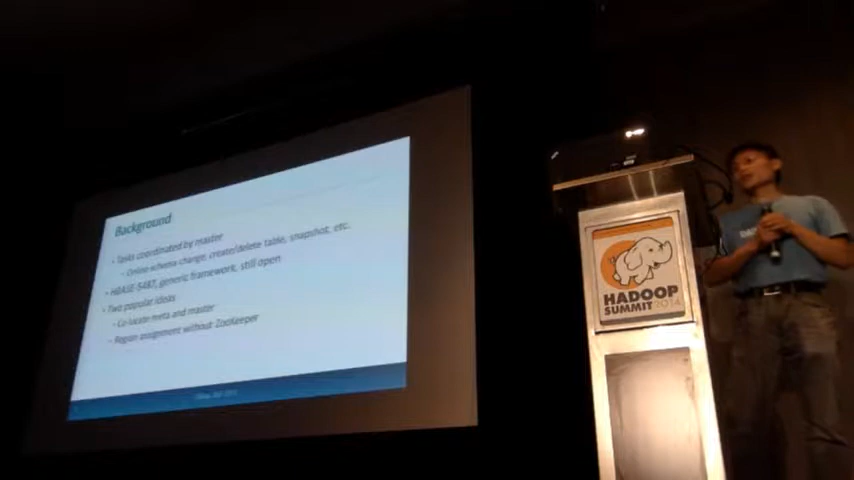 Background
Tasks coordinated by master
Online schema change, create/delete table, snapshot, etc.
HBASE-5487, generic framework, still open
Two popular ideas
Co-locate meta and master
Region assignment without ZooKeeper
HADOOP
SUMMIT 2014